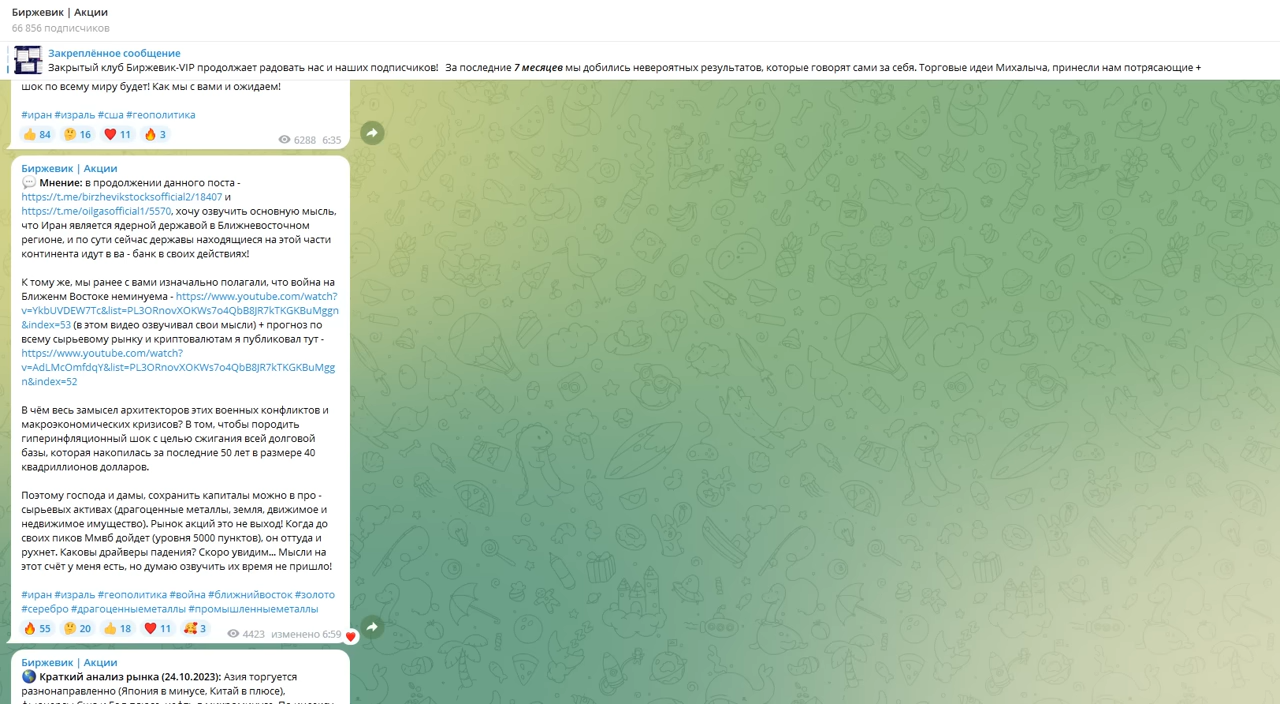 Биржевик | Акции
66 856 подписчиков
Закреплённое сообщение
Закрытый клуб Биржевик-VIP продолжает радовать нас и наших подписчиков! За последние 7 месяцев мы добились невероятных результатов, которые говорят сами за себя. Торговые идеи Михалыча, принесли нам потрясающие +
шок по всему миру будет! Как мы с вами и ожидаем!
#иран #израль #сша #геополитика
84 16 11 3
6288 6:35
Биржевик | Акции
Мнение: в продолжении данного поста -
https://t.me/birzhevikstocksofficial2/18407 и
https://t.me/oilgasofficial1/5570, хочу озвучить основную мысль,
что Иран является ядерной державой в Ближневосточном
регионе, и по сути сейчас державы находящиеся на этой части
континента идут в ва - банк в своих действиях!
К тому же, мы ранее с вами изначально полагали, что война на
Ближенм Востоке неминуема - https://www.youtube.com/watch?
v=YkbUVDEW7Tc&list=PL3ORnovXOKWs7o4QbB8JR7kTKGKBuMggn
&index=53 (в этом видео озвучивал свои мысли) + прогноз по
всему сырьевому рынку и криптовалютам я публиковал тут -
https://www.youtube.com/watch?
v=AdLMcOmfdqY&list=PL3ORnovXOKWs7o4QbB8JR7kTKGKBuMgg
n&index=52
В чём весь замысел архитекторов этих военных конфликтов и
макроэкономических кризисов? В том, чтобы породить
гиперинфляционный шок с целью сжигания всей долговой
базы, которая накопилась за последние 50 лет в размере 40
квадриллионов долларов.
Поэтому господа и дамы, сохранить капиталы можно в про -
сырьевых активах (драгоценные металлы, земля, движимое и
недвижимое имущество). Рынок акций это не выход! Когда до
своих пиков Ммвб дойдет (уровня 5000 пунктов), он оттуда и
рухнет. Каковы драйверы падения? Скоро увидим... Мысли на
этот счёт у меня есть, но думаю озвучить их время не пришло!
#иран #израль #геополитика #война #ближнийвосток #золото
#серебро #драгоценныеметаллы #промышленныеметаллы
55 20 18 11 3
4423 изменено 6:59
Биржевик | Акции
Краткий анализ рынка (24.10.2023): Азия торгуется
разнонаправленно (Япония в минусе, Китай в плюсе),